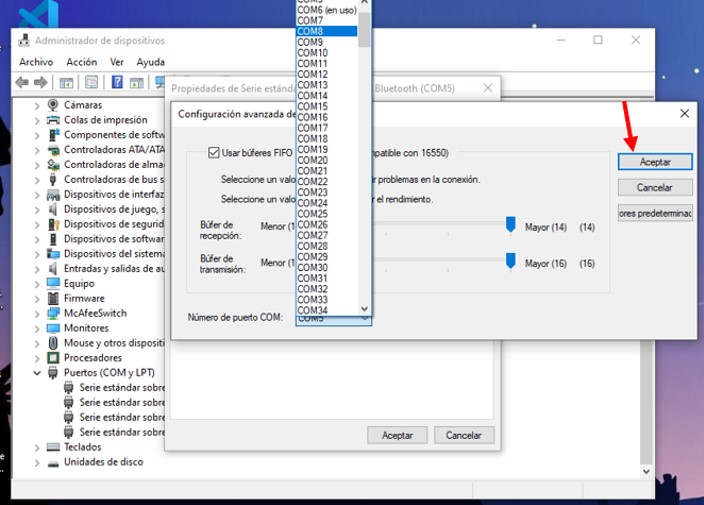 Administrador de dispositivos
Archivo Acción Ver Ayuda
Cámaras
Colas de impresión
Componentes de softw
Controladoras ATA/ATA
Controladoras de almac
Controladoras de bus s
Dispositivos de interfaz
Dispositivos de juego, s
Dispositivos de segurida
Dispositivos de software
Dispositivos del sistema
Entradas y salidas de au
Equipo
Firmware
McAfeeSwitch
Monitores
Mouse y otros dispositi
Procesadores
Puertos (COM y LPT)
Serie estándar sobre
Serie estándar sobre
Serie estándar sobre
Serie estándar sobre
Teclados
Unidades de disco
Propiedades de Serie estánd
Bluetooth (COM5)
Configuración avanzada de
Usar búferes FIFO
mpatible con 16550)
Seleccione un valo
ir problemas en la conexión.
Seleccione un valo
r el rendimiento.
Búfer de recepción:
Menor (1
Mayor (14) (14)
Búfer de transmisión:
Menor (1
Mayor (16) (16)
Número de puerto COM:
COM5
COM6 (en uso)
COM7
COM8
COM9
COM10
COM11
COM12
COM13
COM14
COM15
COM16
COM17
COM18
COM19
COM20
COM21
COM22
COM23
COM24
COM25
COM26
COM27
COM28
COM29
COM30
COM31
COM32
COM33
COM34
COM5
Aceptar
Cancelar
ores predeterminac
Aceptar
Cancelar